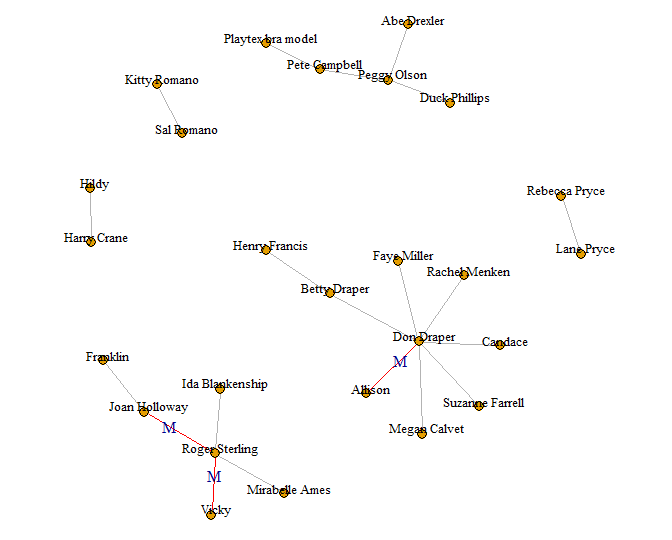 Abe Drexler
Playtex bra model
Pete Campbell
Peggy Olson
Kitty Romano
Duck Phillips
Sal Romano
Hildy
Rebecca Pryce
Harry Crane
Henry Francis
Lane Pryce
Faye Miller
Rachel Menken
Betty Draper
Don Draper
Candace
Franklin
M
Ida Blankenship
Allison
Joan Holloway
Suzanne Farrell
M
Megan Calvet
Roger Sterling
M
Mirabelle Ames
Vicky